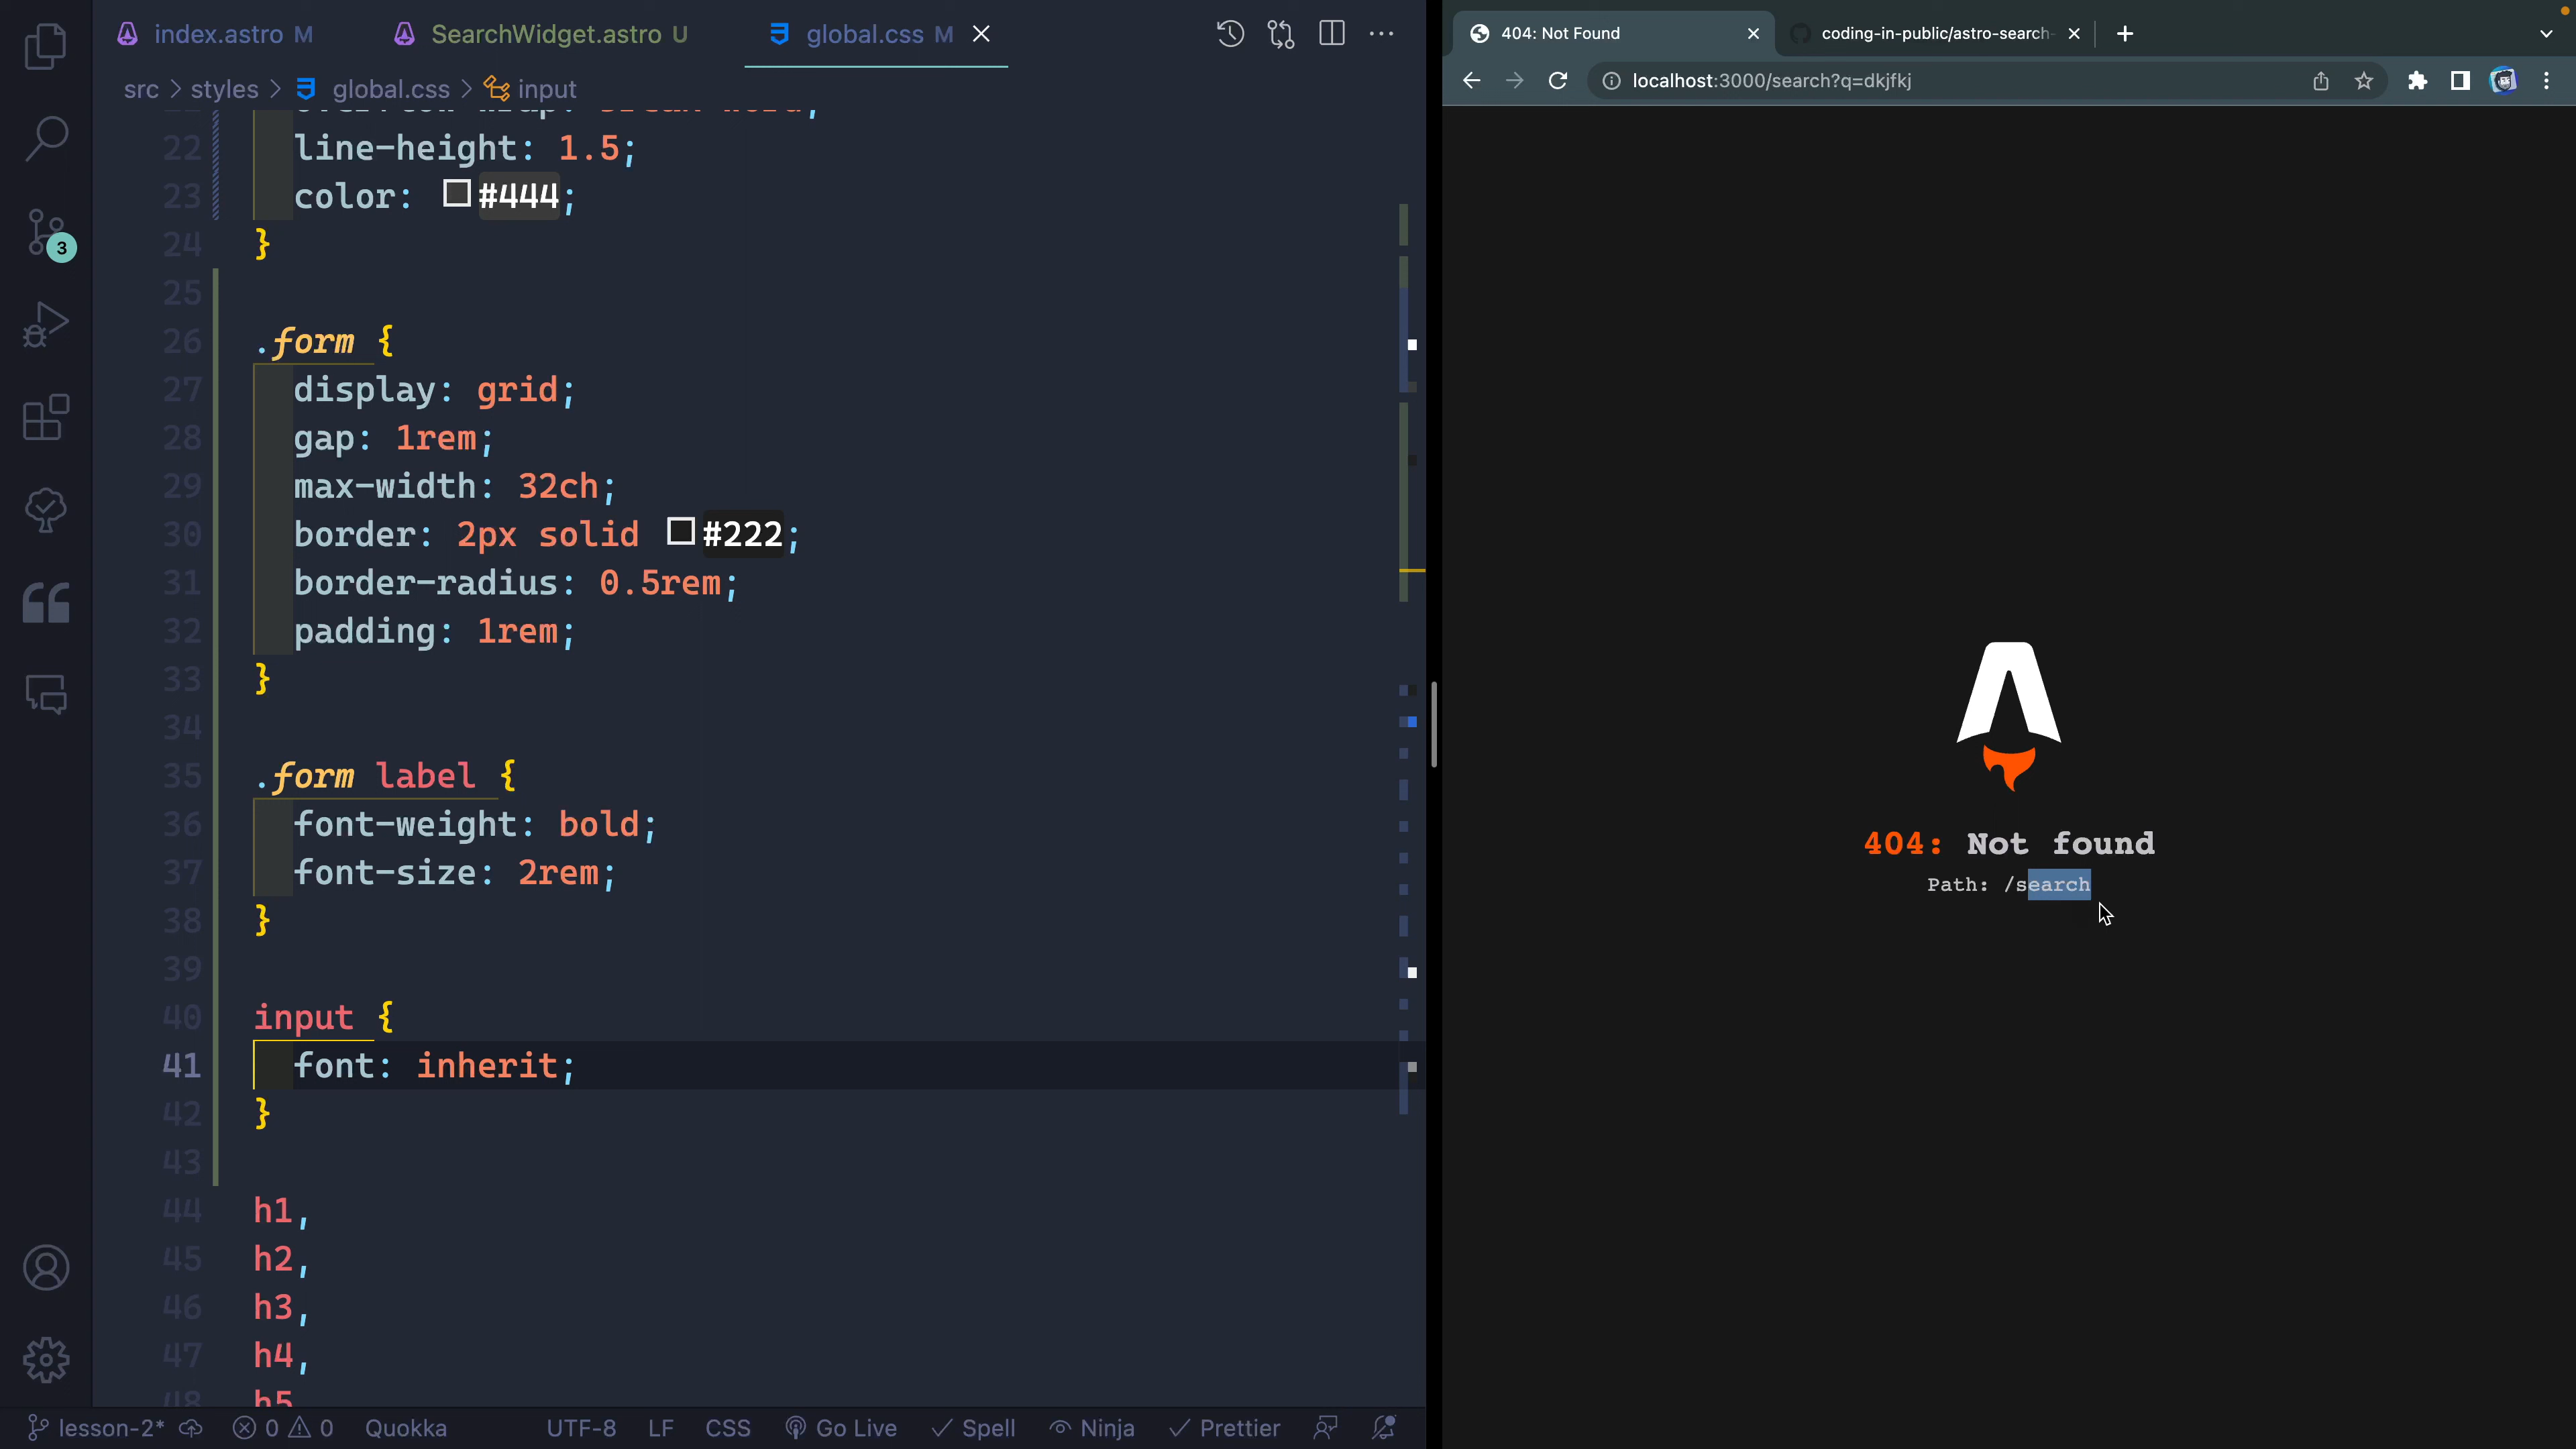 index.astro M
SearchWidget.astro U
global.css M
src > styles > global.css > input
22 line-height: 1.5;
23 color: #444;
24 }
25
26 .form {
27 display: grid;
28 gap: 1rem;
29 max-width: 32ch;
30 border: 2px solid #222;
31 border-radius: 0.5rem;
32 padding: 1rem;
33 }
34
35 .form label {
36 font-weight: bold;
37 font-size: 2rem;
38 }
39
40 input {
41 font: inherit;
42 }
43
44 h1,
45 h2,
46 h3,
47 h4,
48 h5
3
lesson-2* 0 0 Quokka UTF-8 LF CSS Go Live Spell Ninja Prettier
404: Not Found
coding-in-public/astro-search-
localhost:3000/search?q=dkjfkj
404: Not found
Path: /search